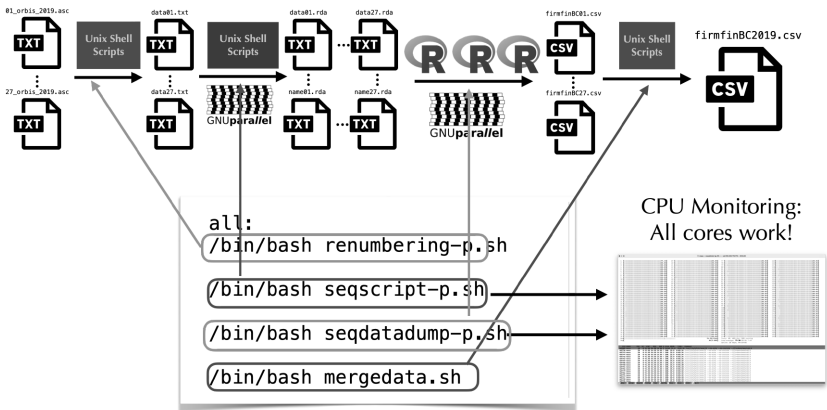 01_orbis_2019.asc
data01.txt
data01.rda
data27.rda
firmfinBC01.csv
firmfinBC2019.csv
TXT
Unix Shell
Scripts
TXT
Unix Shell
Scripts
TXT
TXT
R
R
R
CSV
Unix Shell
Scripts
CSV
27_orbis_2019.asc
data27.txt
name01.rda
name27.rda
firmfinBC27.csv
TXT
TXT
GNUparallel
TXT
TXT
GNUparallel
CSV
all:
/bin/bash renumbering-p.sh
/bin/bash seqscript-p.sh
/bin/bash seqdatadump-p.sh
/bin/bash mergedata.sh
CPU Monitoring:
All cores work!